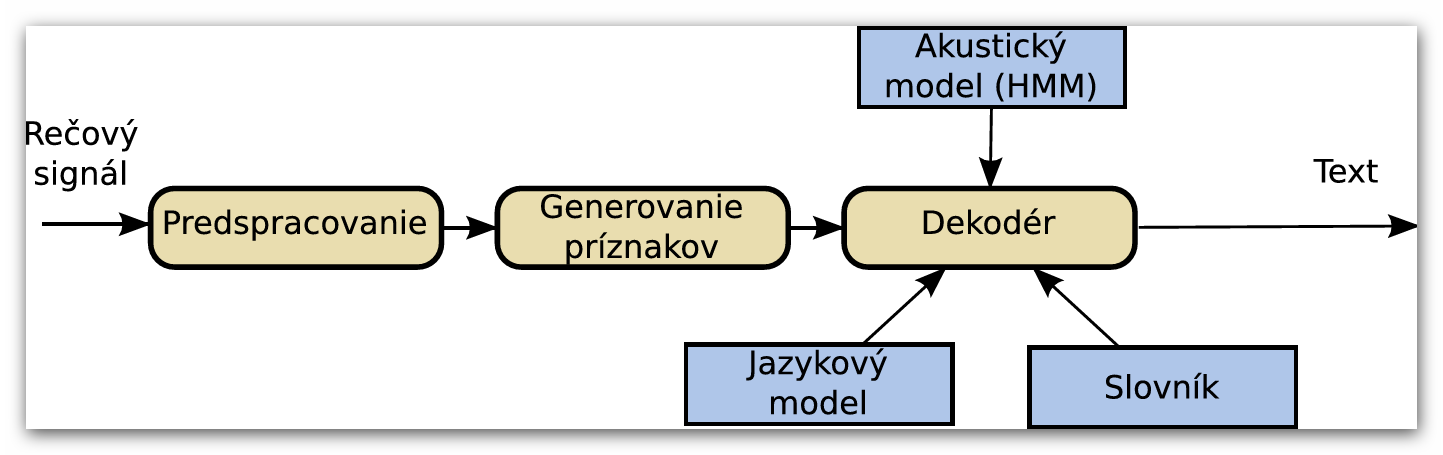 Akustický
model (HMM)
Rečový
signál
Text
Predspracovanie
Generovanie
príznakov
Dekodér
Jazykový
model
Slovník